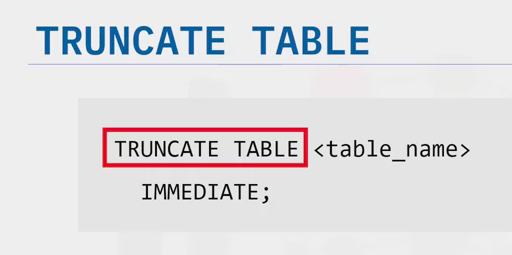 TRUNCATE TABLE
TRUNCATE TABLE <table_name>
IMMEDIATE;